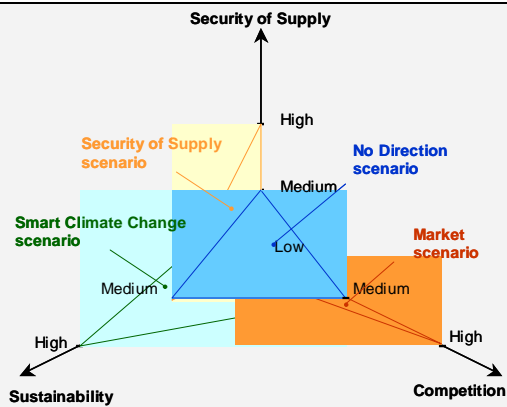 Security of Supply
High
Security of Supply
scenario
No Direction
scenario
Medium
Smart Climate Change
scenario
Low
Market
scenario
Medium
Medium
High
High
Sustainability
Competition